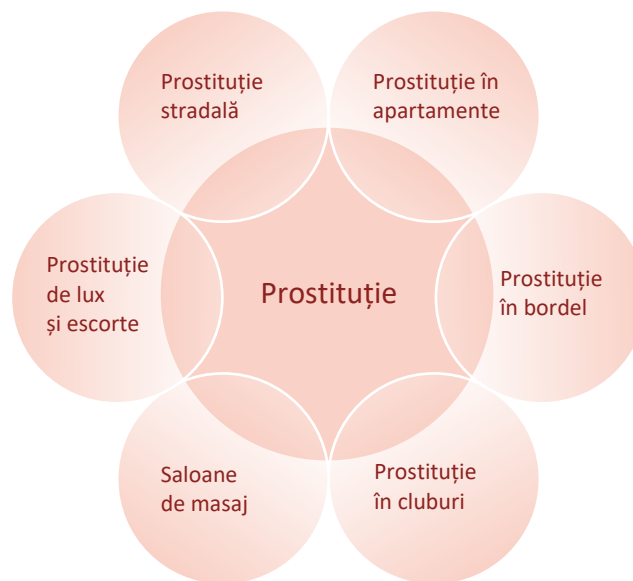 Prostituție
stradală
Prostituție în
apartamente
Prostituție
de lux
și escorte
Prostituție
Prostituție
în bordel
Saloane
de masaj
Prostituție
în cluburi